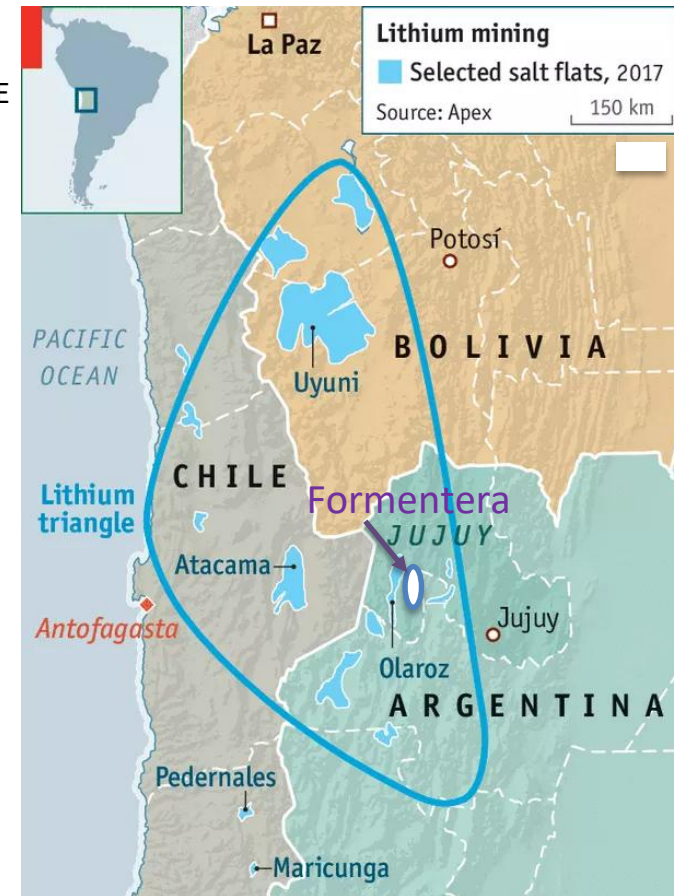 E
La Paz
Lithium mining
Selected salt flats, 2017
Source: Apex
150 km
Potosí
PACIFIC
OCEAN
BOLIVIA
Uyuni
CHILE
Lithium
triangle
Formentera
JUJUY
Atacama
Antofagasta
Jujuy
Olaroz
ARGENTINA
Pedernales
Maricunga